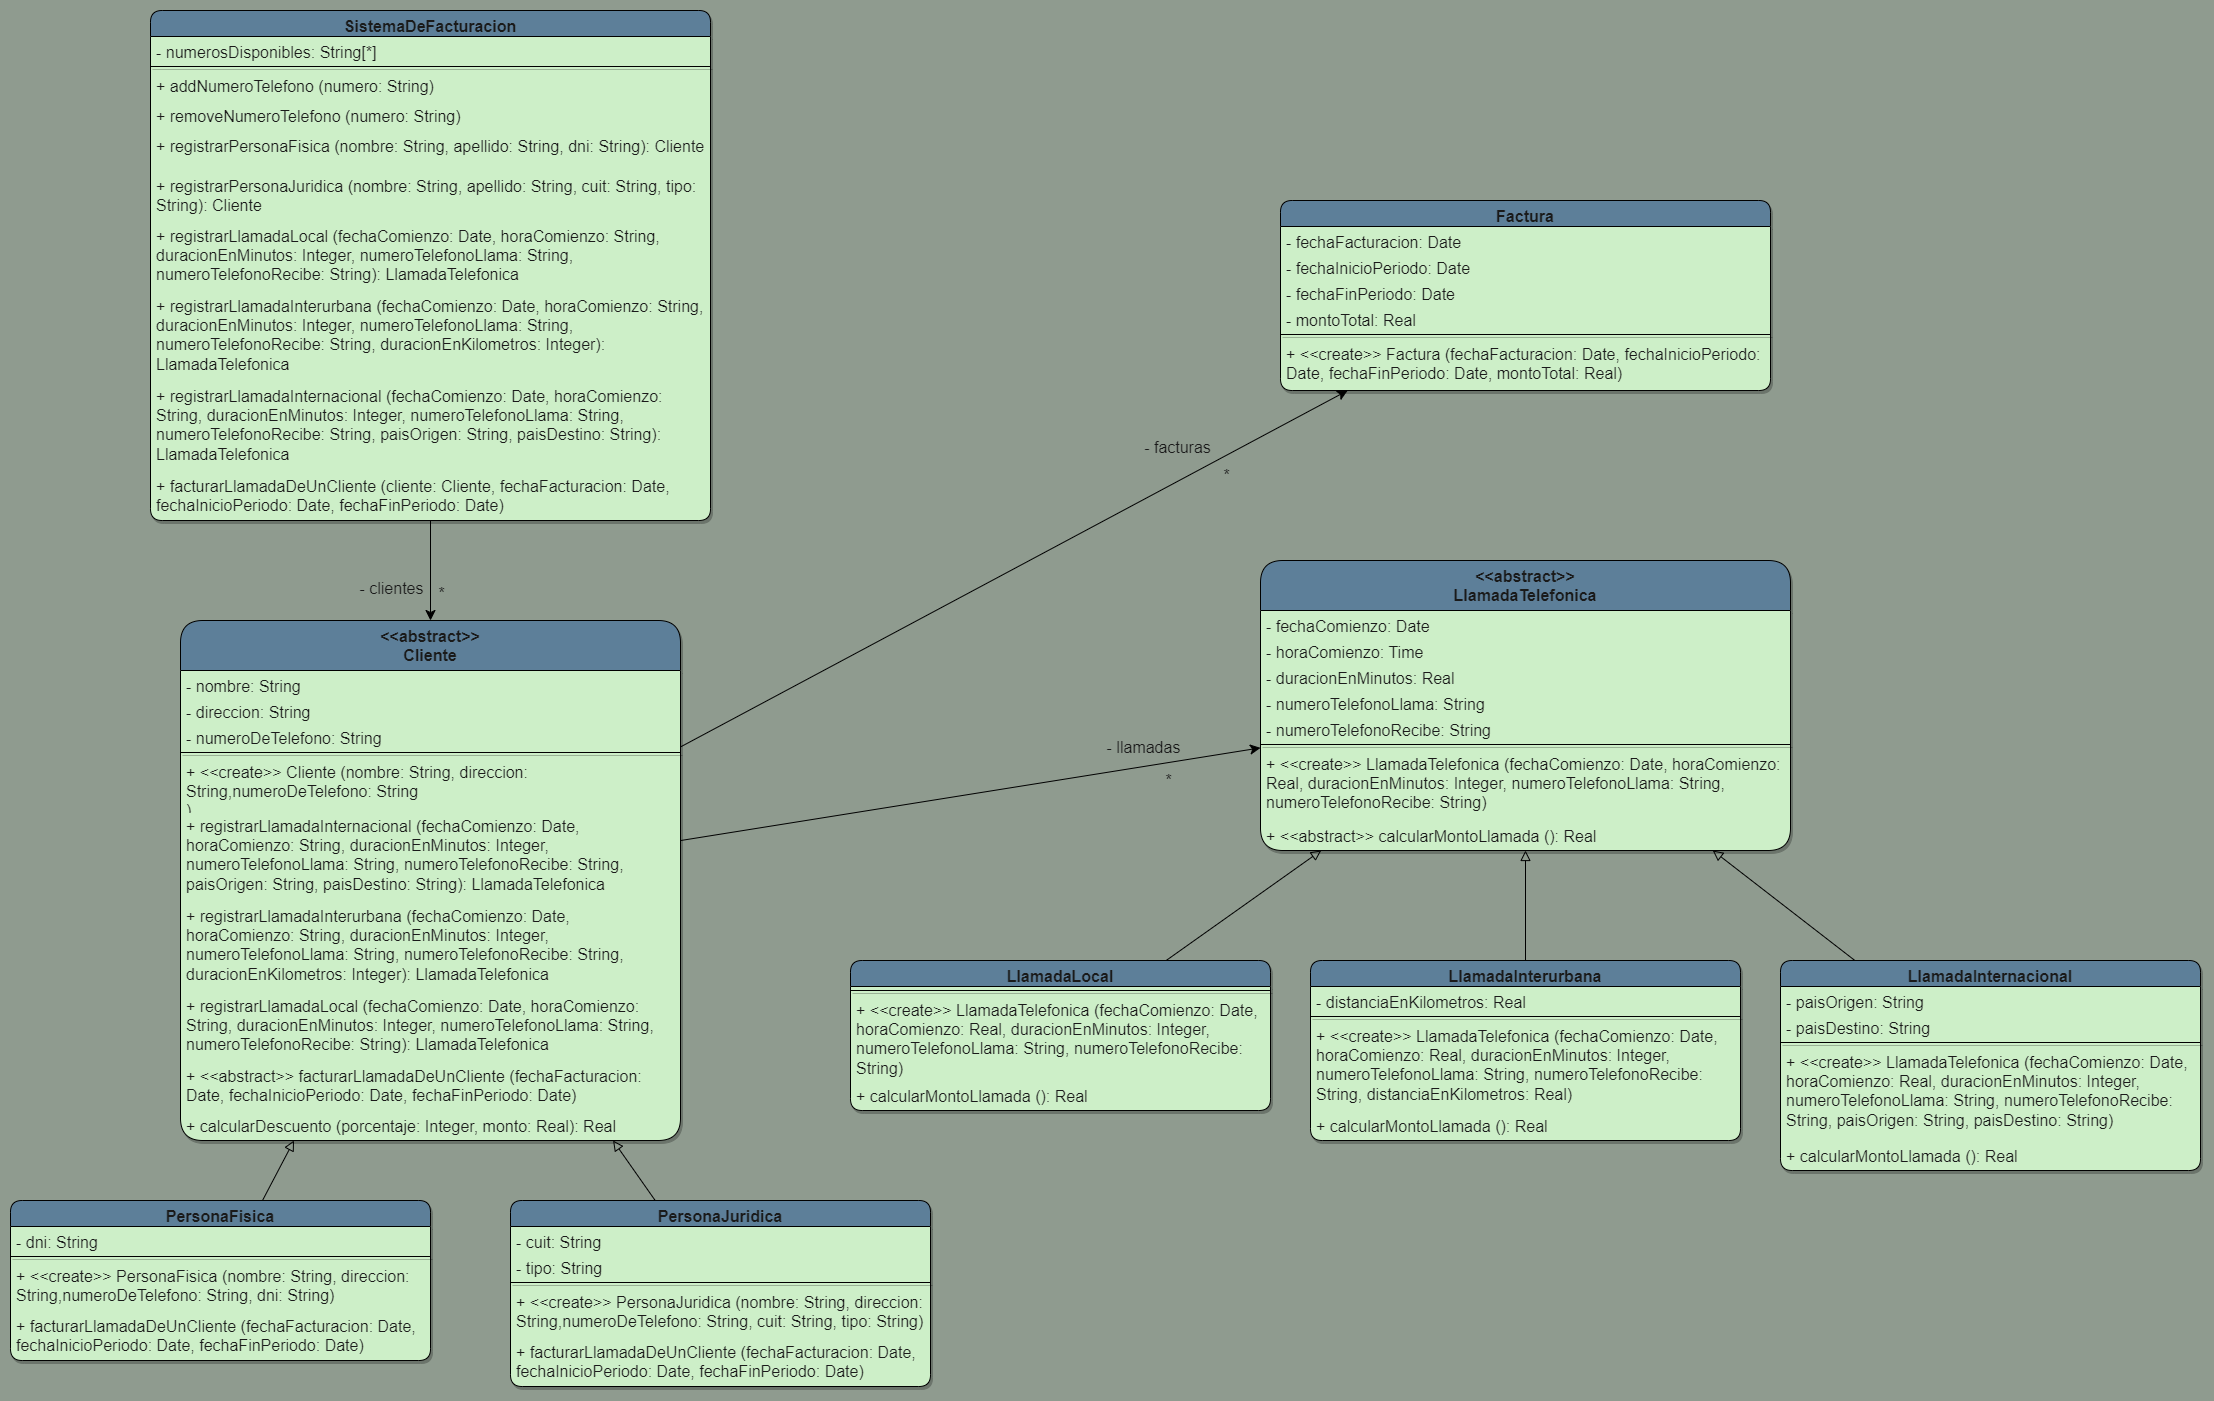 SistemaDeFacturacion
- numerosDisponibles: String[*]
+ addNumeroTelefono (numero: String)
+ removeNumeroTelefono (numero: String)
+ registrarPersonaFisica (nombre: String, apellido: String, dni: String): Cliente
+ registrarPersonaJuridica (nombre: String, apellido: String, cuit: String, tipo:
String): Cliente
+ registrarLlamadaLocal (fechaComienzo: Date, horaComienzo: String,
duracionEnMinutos: Integer, numeroTelefonoLlama: String,
numeroTelefonoRecibe: String): LlamadaTelefonica
+ registrarLlamadaInterurbana (fechaComienzo: Date, horaComienzo: String,
duracionEnMinutos: Integer, numeroTelefonoLlama: String,
numeroTelefonoRecibe: String, duracionEnKilometros: Integer):
LlamadaTelefonica
+ registrarLlamadaInternacional (fechaComienzo: Date, horaComienzo:
String, duracionEnMinutos: Integer, numeroTelefonoLlama: String,
numeroTelefonoRecibe: String, paisOrigen: String, paisDestino: String):
LlamadaTelefonica
+ facturarLlamadaDeUnCliente (cliente: Cliente, fechaFacturacion: Date,
fechaInicioPeriodo: Date, fechaFinPeriodo: Date)
Factura
- fechaFacturacion: Date
- fechaInicioPeriodo: Date
- fechaFinPeriodo: Date
- montoTotal: Real
+ <<create>> Factura (fechaFacturacion: Date, fechaInicioPeriodo:
Date, fechaFinPeriodo: Date, montoTotal: Real)
- facturas
*
- clientes
*
<<abstract>>
Cliente
- nombre: String
- direccion: String
- numeroDeTelefono: String
+ <<create>> Cliente (nombre: String, direccion:
String,numeroDeTelefono: String
)
+ registrarLlamadaInternacional (fechaComienzo: Date,
horaComienzo: String, duracionEnMinutos: Integer,
numeroTelefonoLlama: String, numeroTelefonoRecibe: String,
paisOrigen: String, paisDestino: String): LlamadaTelefonica
+ registrarLlamadaInterurbana (fechaComienzo: Date,
horaComienzo: String, duracionEnMinutos: Integer,
numeroTelefonoLlama: String, numeroTelefonoRecibe: String,
duracionEnKilometros: Integer): LlamadaTelefonica
+ registrarLlamadaLocal (fechaComienzo: Date, horaComienzo:
String, duracionEnMinutos: Integer, numeroTelefonoLlama: String,
numeroTelefonoRecibe: String): LlamadaTelefonica
+ <<abstract>> facturarLlamadaDeUnCliente (fechaFacturacion:
Date, fechaInicioPeriodo: Date, fechaFinPeriodo: Date)
+ calcularDescuento (porcentaje: Integer, monto: Real): Real
- llamadas
*
<<abstract>>
LlamadaTelefonica
- fechaComienzo: Date
- horaComienzo: Time
- duracionEnMinutos: Real
- numeroTelefonoLlama: String
- numeroTelefonoRecibe: String
+ <<create>> LlamadaTelefonica (fechaComienzo: Date, horaComienzo:
Real, duracionEnMinutos: Integer, numeroTelefonoLlama: String,
numeroTelefonoRecibe: String)
+ <<abstract>> calcularMontoLlamada (): Real
LlamadaLocal
+ <<create>> LlamadaTelefonica (fechaComienzo: Date,
horaComienzo: Real, duracionEnMinutos: Integer,
numeroTelefonoLlama: String, numeroTelefonoRecibe:
String)
+ calcularMontoLlamada (): Real
LlamadaInterurbana
- distanciaEnKilometros: Real
+ <<create>> LlamadaTelefonica (fechaComienzo: Date,
horaComienzo: Real, duracionEnMinutos: Integer,
numeroTelefonoLlama: String, numeroTelefonoRecibe:
String, distanciaEnKilometros: Real)
+ calcularMontoLlamada (): Real
LlamadaInternacional
- paisOrigen: String
- paisDestino: String
+ <<create>> LlamadaTelefonica (fechaComienzo: Date,
horaComienzo: Real, duracionEnMinutos: Integer,
numeroTelefonoLlama: String, numeroTelefonoRecibe:
String, paisOrigen: String, paisDestino: String)
+ calcularMontoLlamada (): Real
PersonaFisica
- dni: String
+ <<create>> PersonaFisica (nombre: String, direccion:
String,numeroDeTelefono: String, dni: String)
+ facturarLlamadaDeUnCliente (fechaFacturacion: Date,
fechaInicioPeriodo: Date, fechaFinPeriodo: Date)
PersonaJuridica
- cuit: String
- tipo: String
+ <<create>> PersonaJuridica (nombre: String, direccion:
String,numeroDeTelefono: String, cuit: String, tipo: String)
+ facturarLlamadaDeUnCliente (fechaFacturacion: Date,
fechaInicioPeriodo: Date, fechaFinPeriodo: Date)